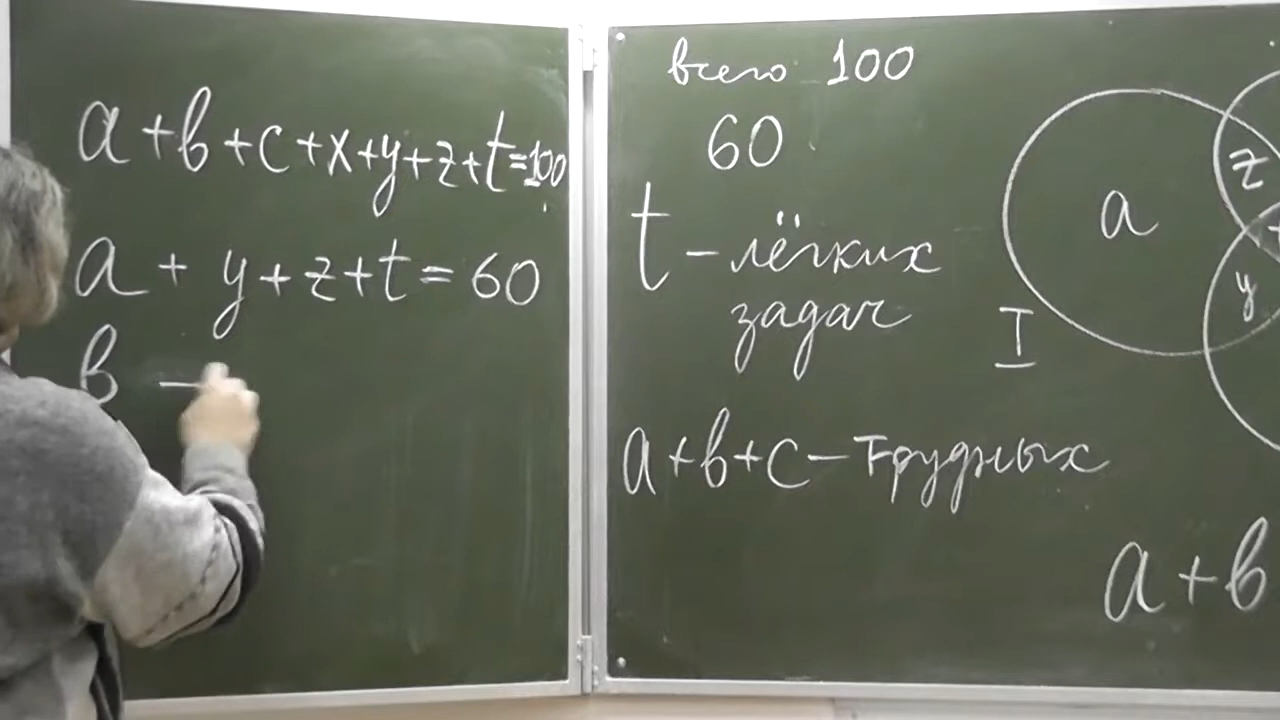 a + в + c + x + y + z + t = 100
a + y + z + t = 60
в
всего 100
60
t – лёгких
задач
a + в + c – трудных
a
z
t
y
I
a + в